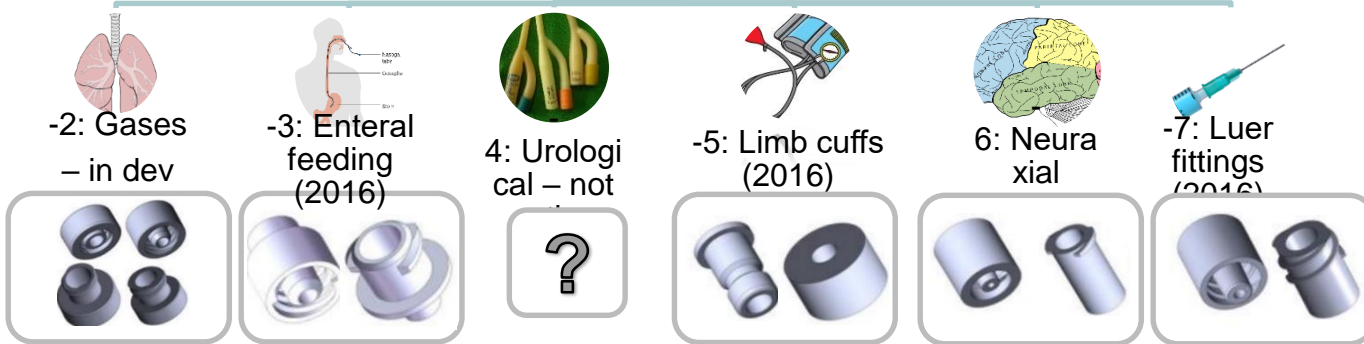 -2: Gases
– in dev
-3: Enteral
feeding
(2016)
4: Urologi
cal – not
-5: Limb cuffs
(2016)
6: Neura
xial
-7: Luer
fittings
(2016)
?